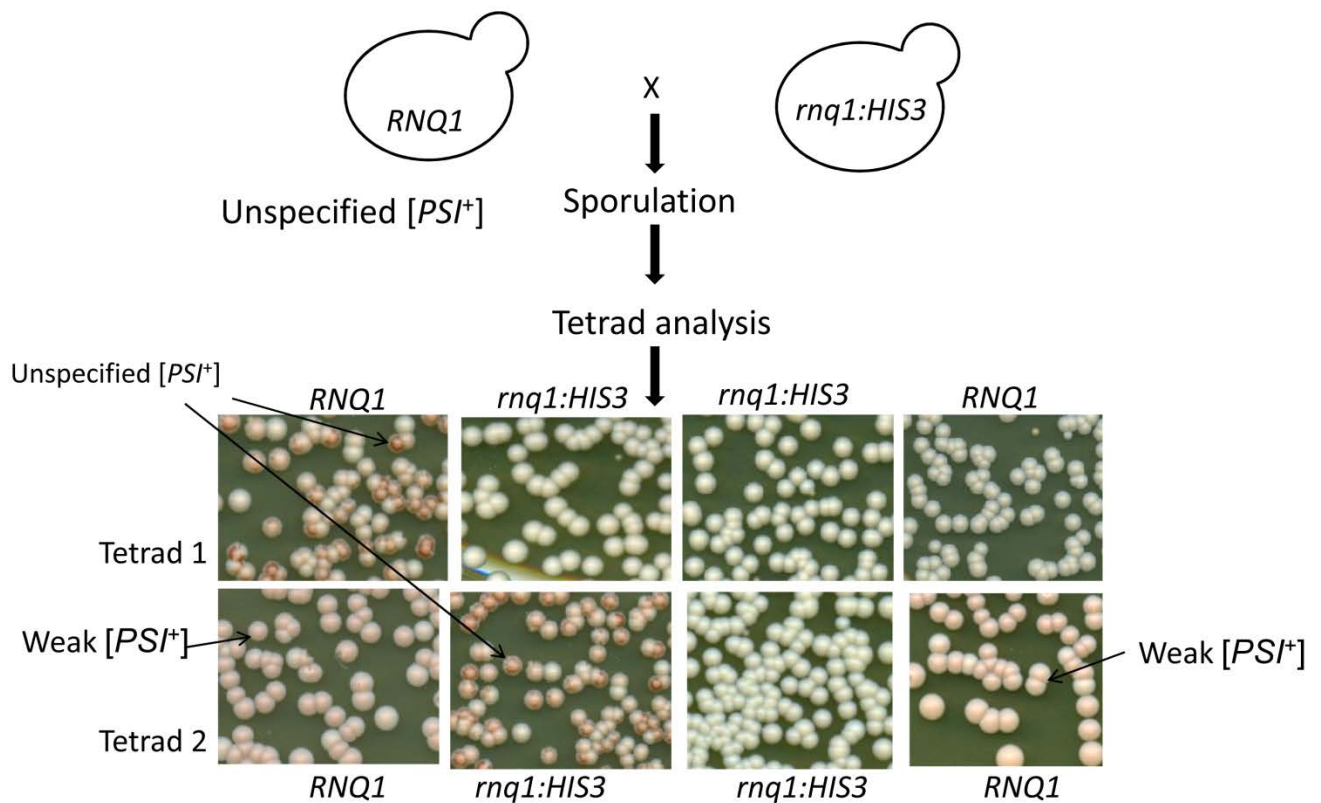 RNQ1
X
rnq1:HIS3
Unspecified [PSI+]
Sporulation
Tetrad analysis
Unspecified [PSI+]
RNQ1
rnq1:HIS3
rnq1:HIS3
RNQ1
Tetrad 1
Weak [PSI+]
Weak [PSI+]
Tetrad 2
RNQ1
rnq1:HIS3
rnq1:HIS3
RNQ1